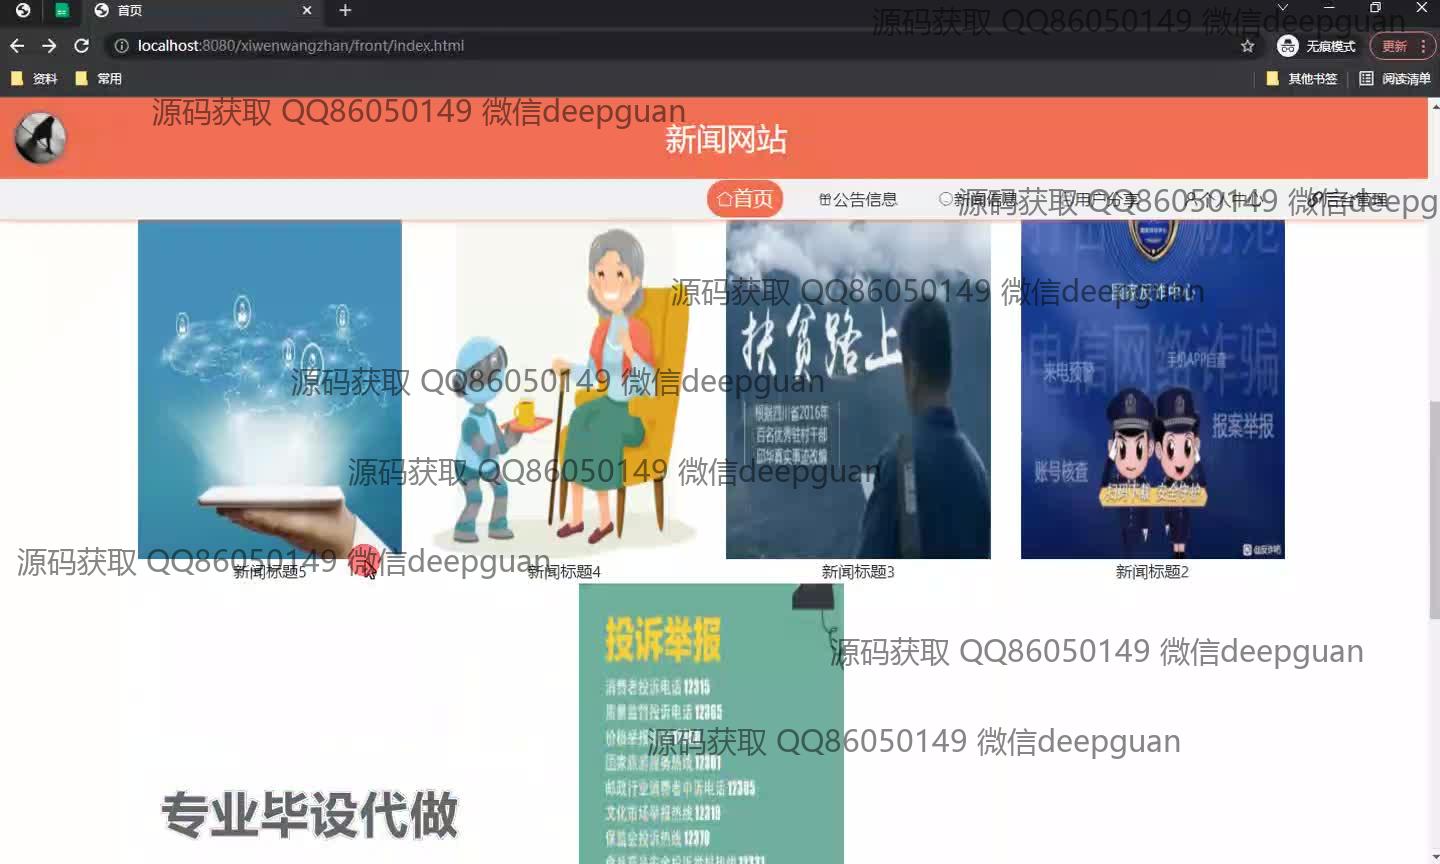 首页
源码获取 QQ86050149 微信deepguan
localhost:8080/xiwenwangzhan/front/index.html
无痕模式
更新
资料
常用
其他书签
阅读清单
源码获取 QQ86050149 微信deepguan
新闻网站
首页
公告信息
新闻信息
用户分享
个人中心
后台管理
源码获取 QQ86050149 微信deepg
国家反诈中心
源码获取 QQ86050149 微信deepguan
扶贫路上
电信网络诈骗
手机APP自查
来电预警
源码获取 QQ86050149 微信deepguan
根据四川省2016年
百名优秀驻村干部
真实事迹改编
报案举报
账号核查
源码获取 QQ86050149 微信deepguan
扫码下载 安全守护
源码获取 QQ86050149 微信deepguan
新闻标题5
新闻标题4
新闻标题3
新闻标题2
投诉举报
源码获取 QQ86050149 微信deepguan
消费者投诉电话 12315
质量监督投诉电话 12365
价格举报
源码获取 QQ86050149 微信deepguan
国家旅游服务热线 12301
邮政行业消费者申诉电话 12305
文化市场举报热线 12318
保监会投诉热线 12378
专业毕设代做